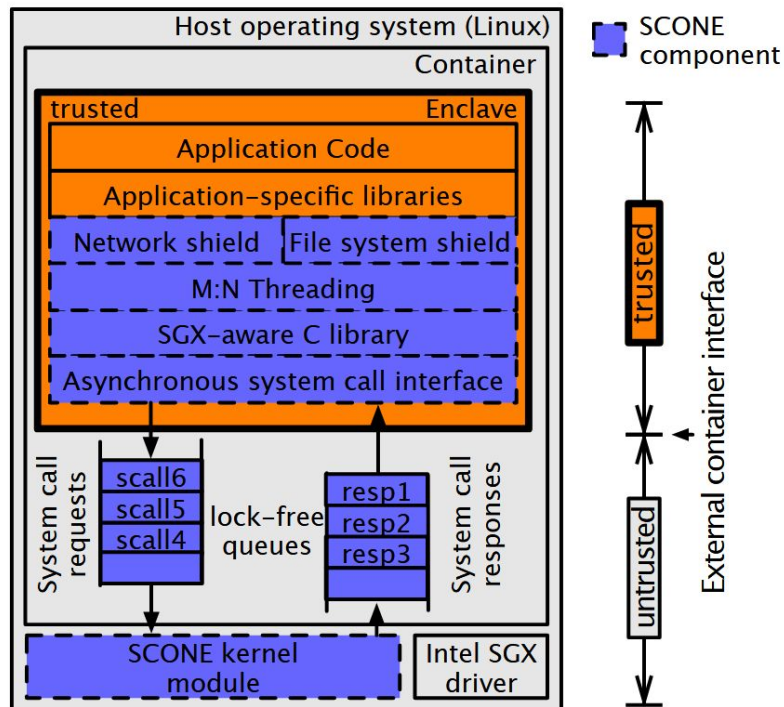 Host operating system (Linux)
SCONE
component
Container
trusted
Enclave
Application Code
Application-specific libraries
Network shield
File system shield
M:N Threading
SGX-aware C library
Asynchronous system call interface
System call
requests
scall6
scall5
scall4
lock-free
queues
resp1
resp2
resp3
System call
responses
SCONE kernel
module
Intel SGX
driver
trusted
untrusted
External container interface